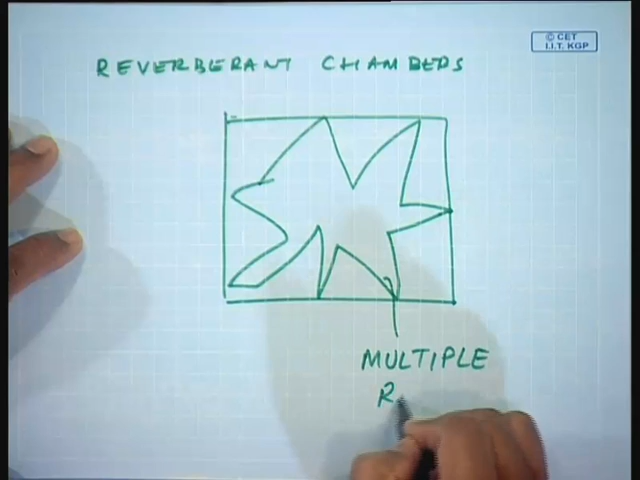 © CET
I.I.T. KGP
REVERBERANT CHAMBERS
MULTIPLE
R